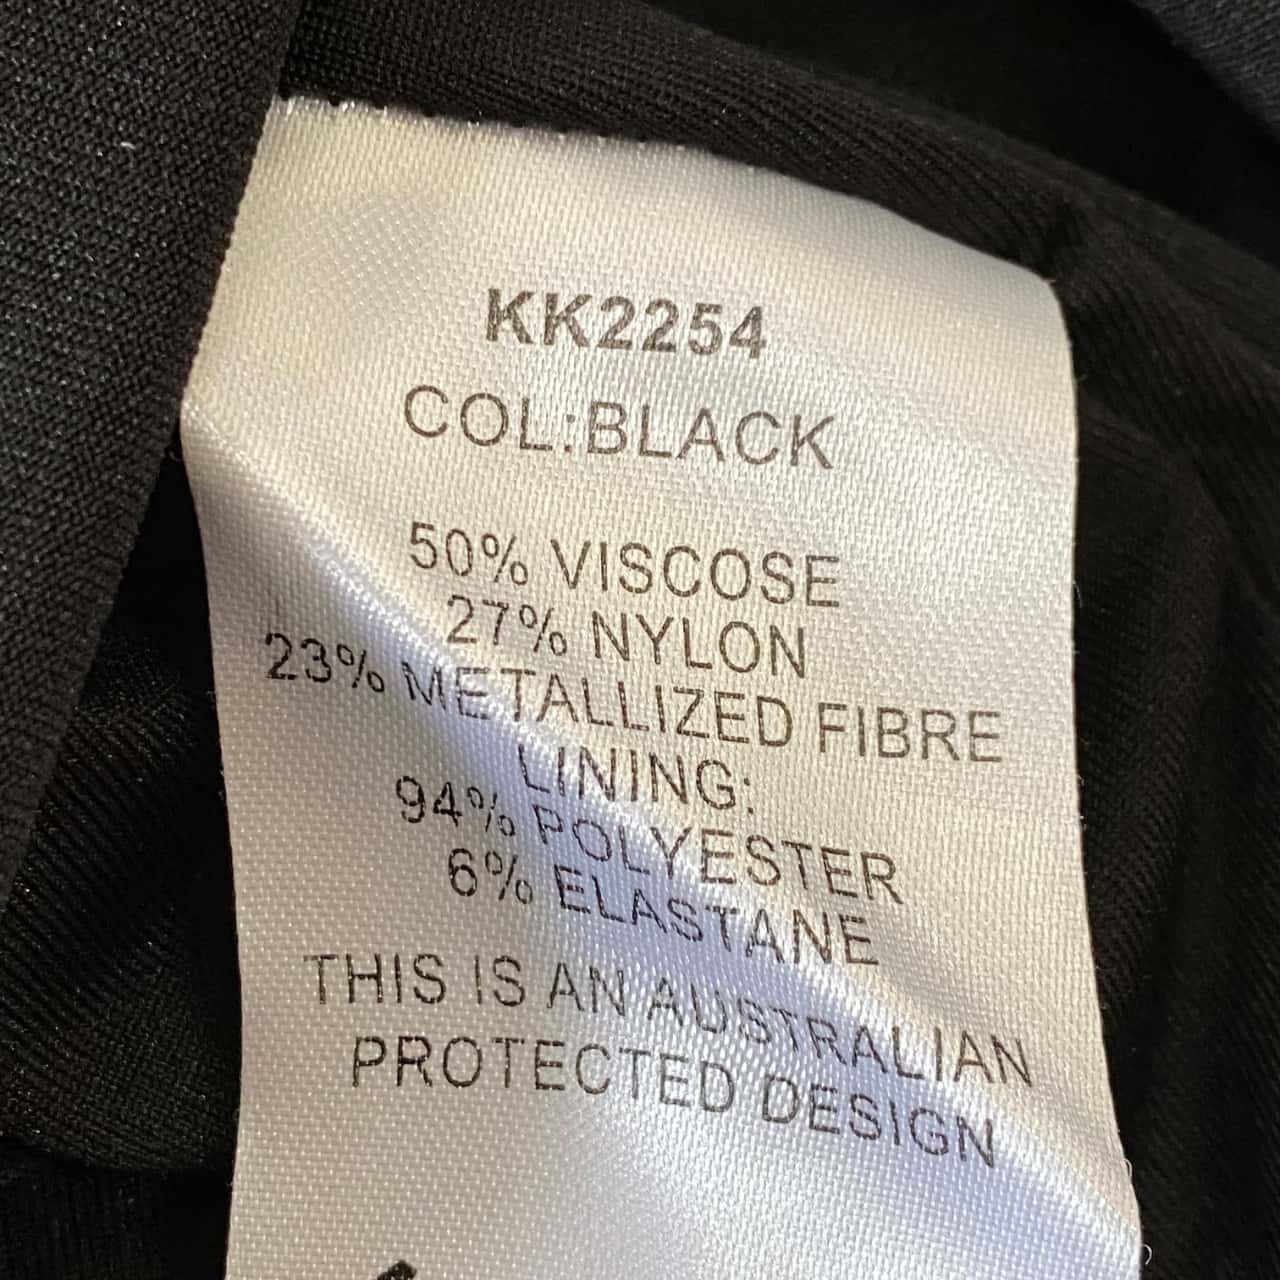 KK2254
COL:BLACK
50% VISCOSE
27% NYLON
23% METALLIZED FIBRE
LINING:
94% POLYESTER
6% ELASTANE
THIS IS AN AUSTRALIAN
PROTECTED DESIGN